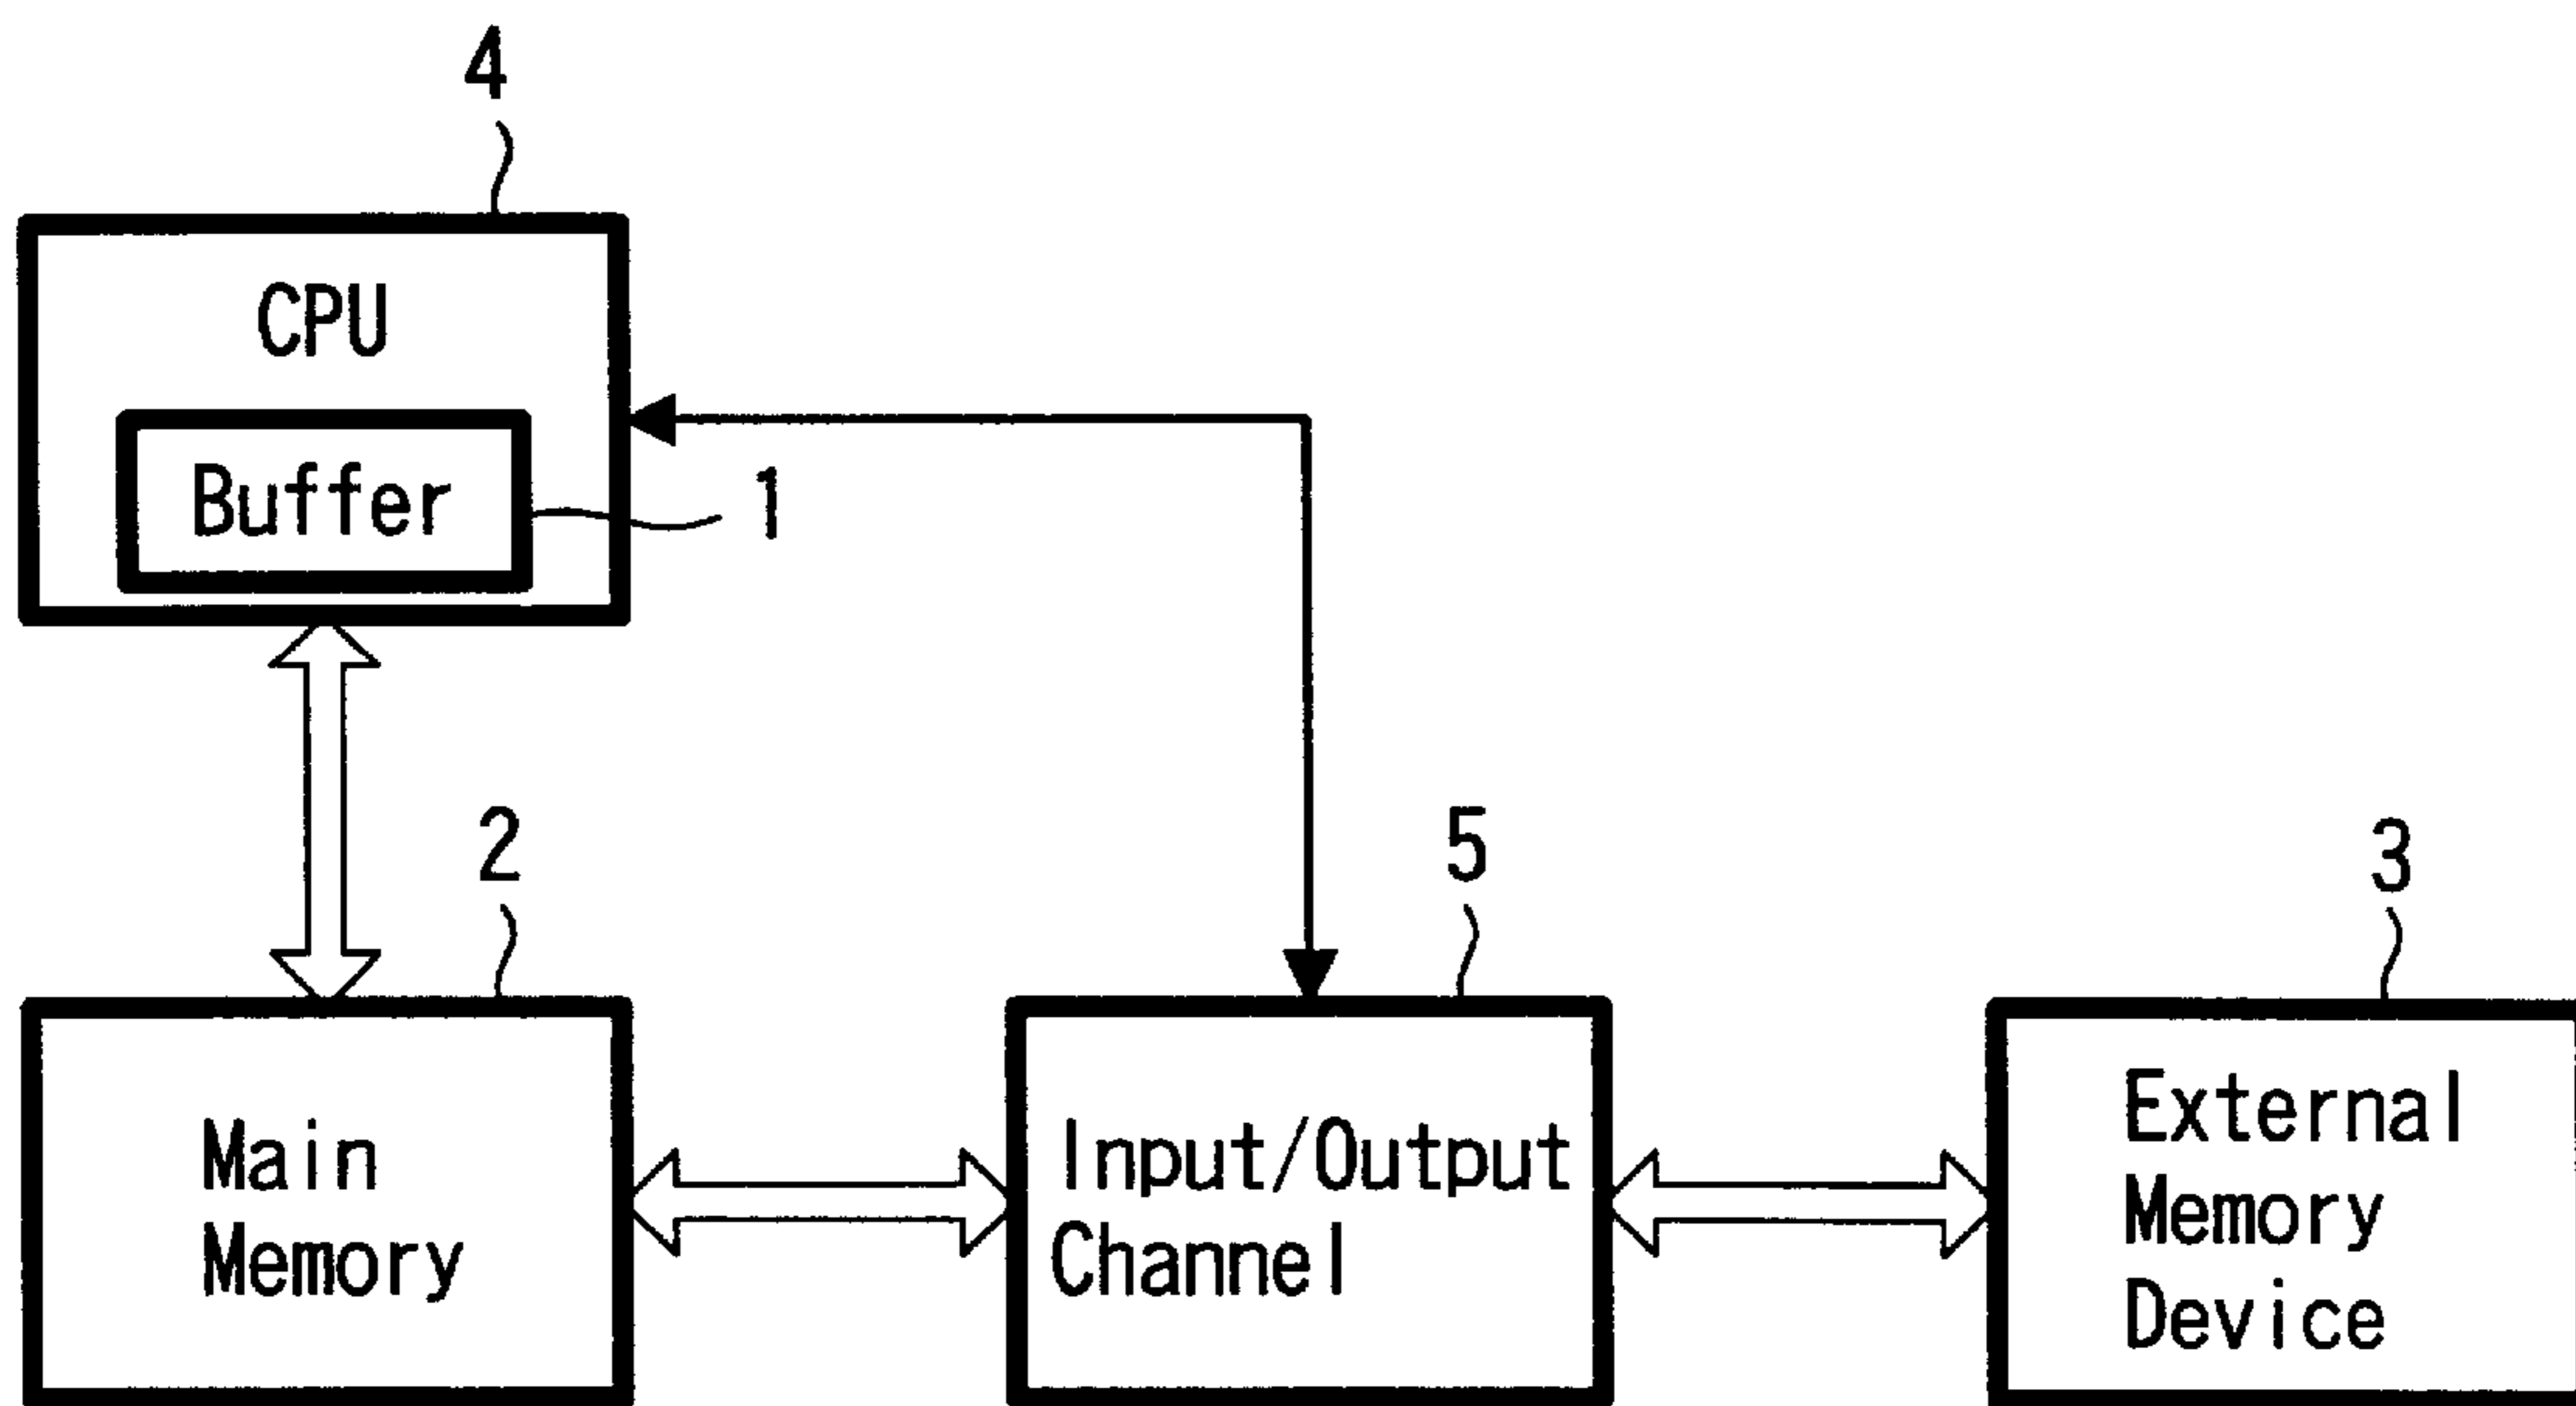 4
CPU
Buffer
1
2
5
3
Main
Memory
Input/Output
Channel
External
Memory
Device